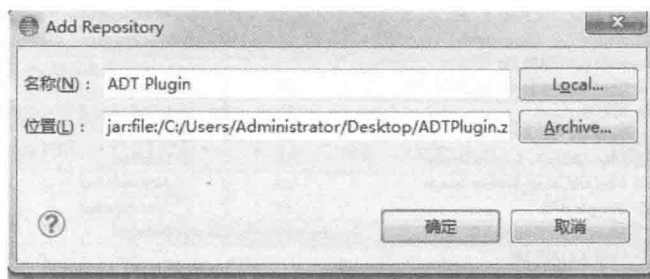 Add Repository
名称(N): ADT Plugin Local...
位置(L): jar:file:/C:/Users/Administrator/Desktop/ADTPlugin.z Archive...
? 确定 取消